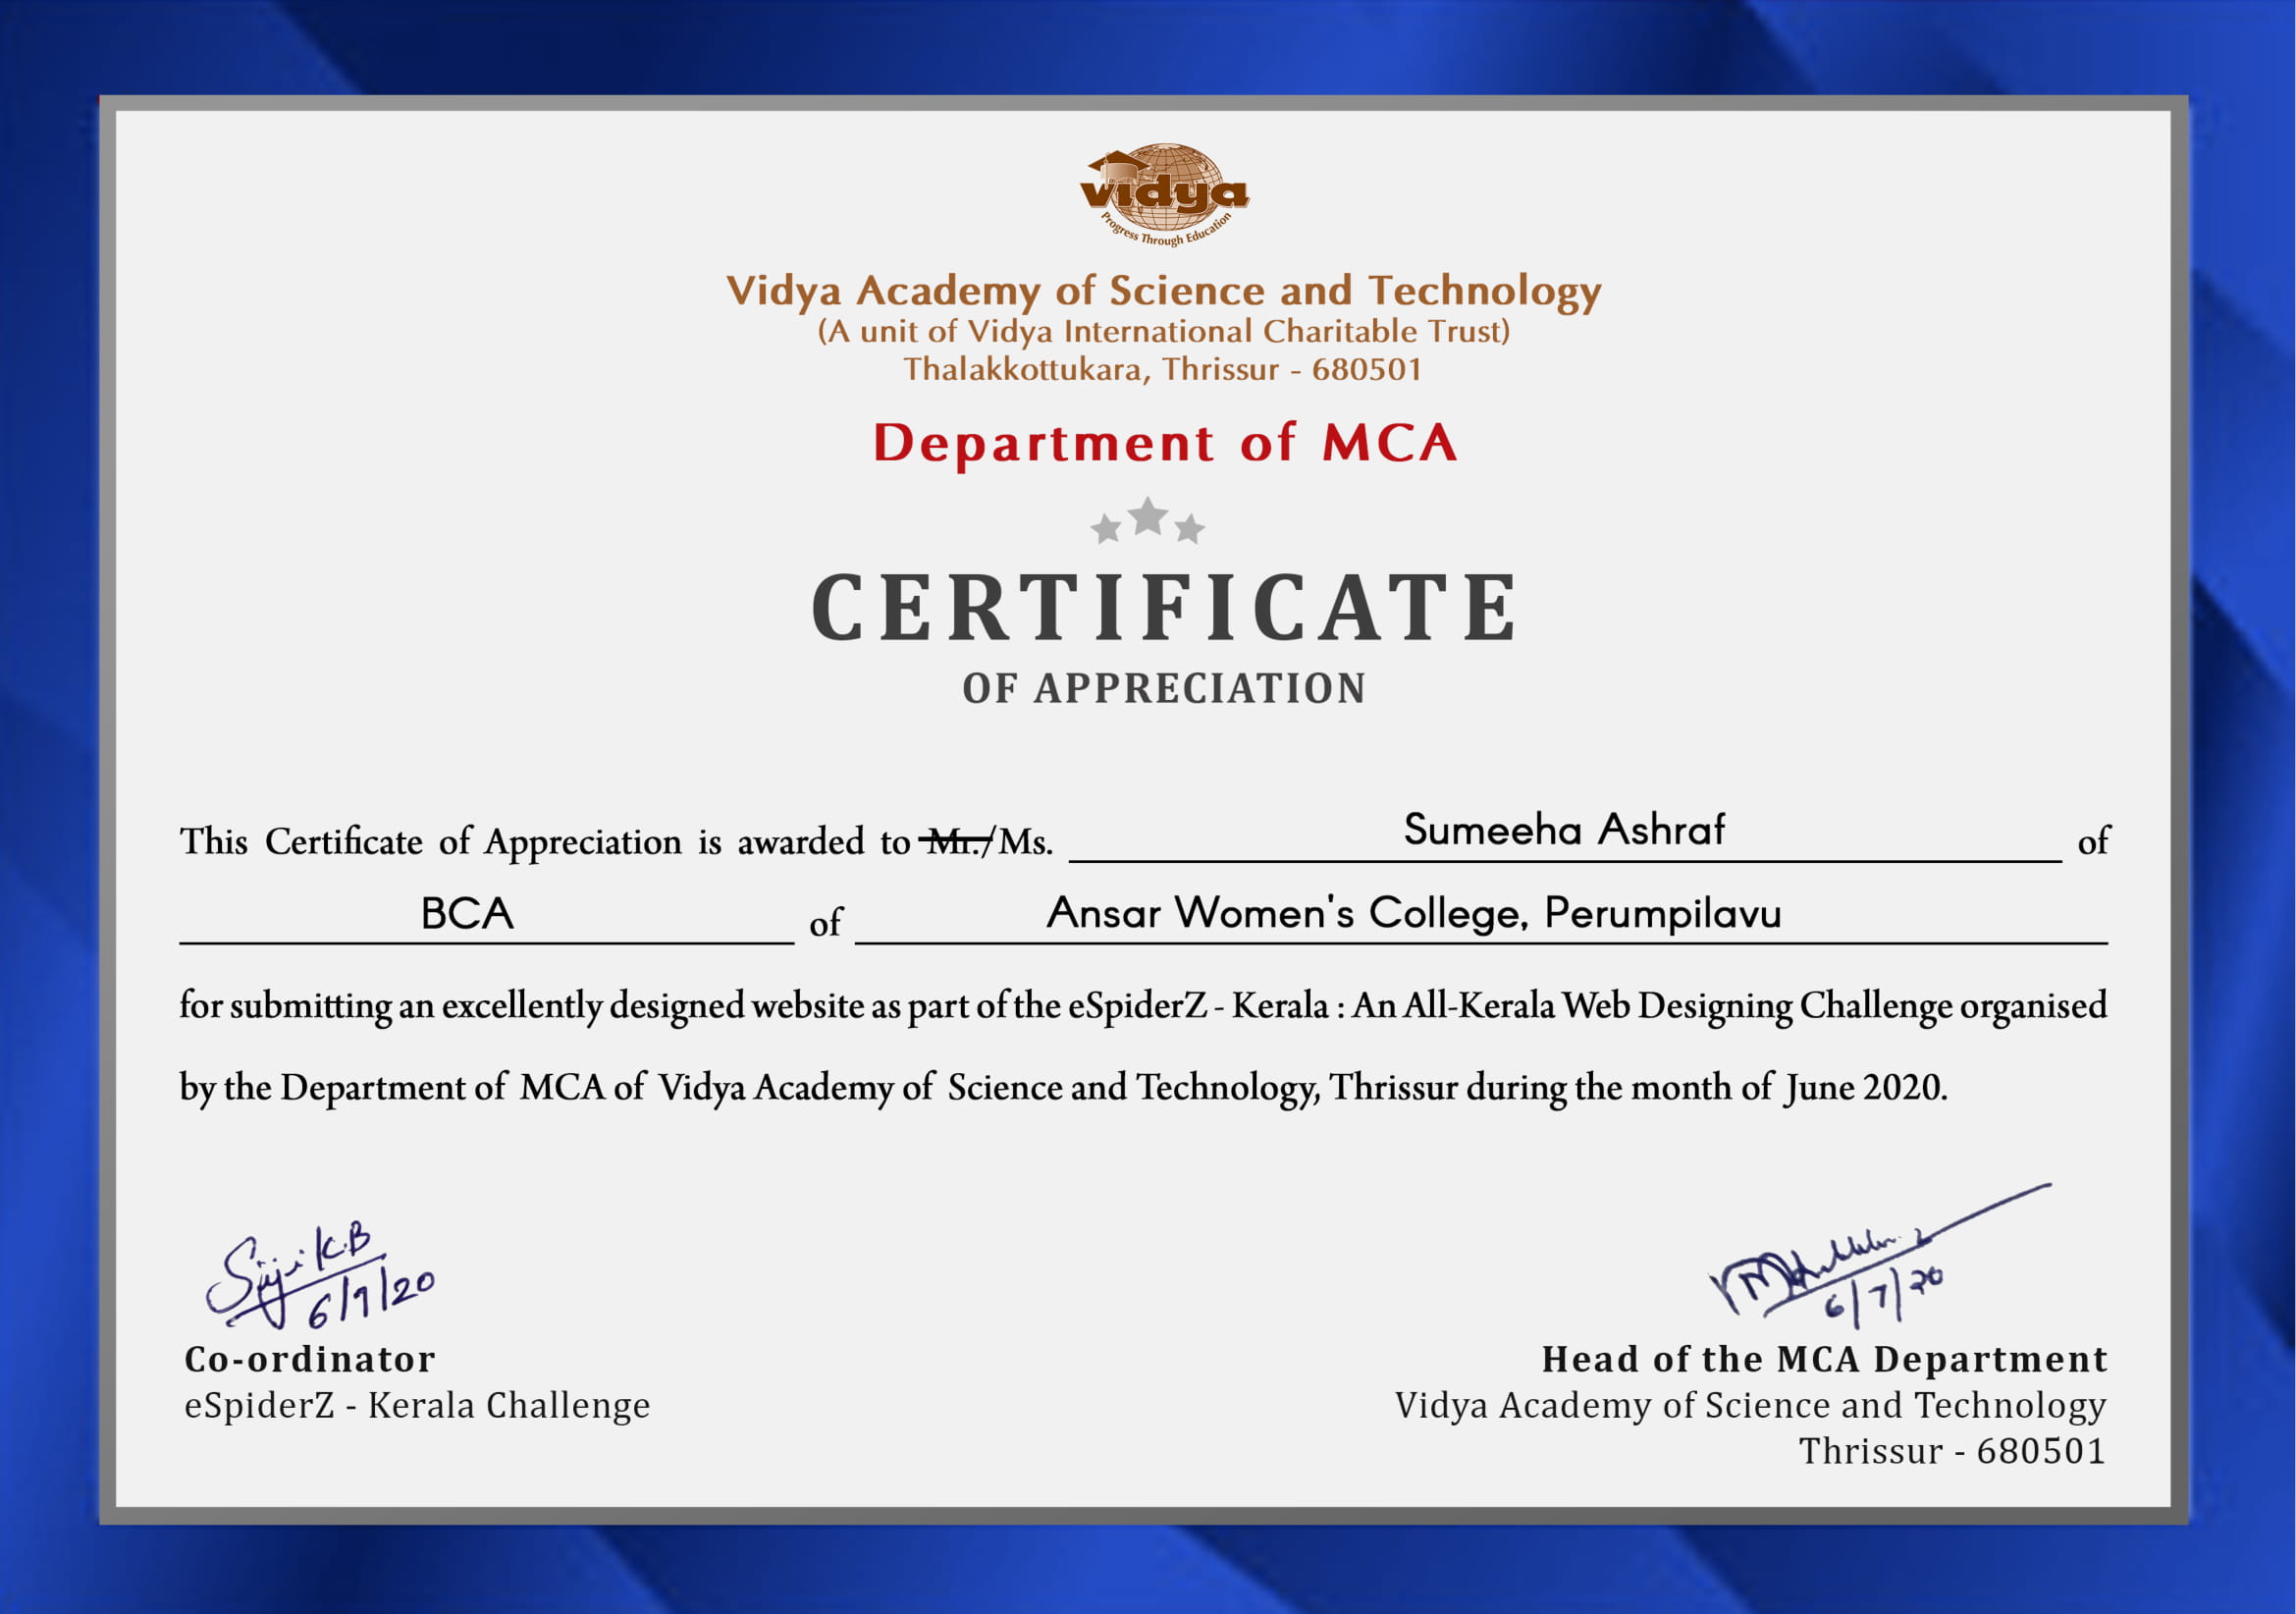 vidya
Progress Through Education
Vidya Academy of Science and Technology
(A unit of Vidya International Charitable Trust)
Thalakkottukara, Thrissur - 680501
Department of MCA
CERTIFICATE
OF APPRECIATION
This Certificate of Appreciation is awarded to Mr./Ms. Sumeeha Ashraf of
BCA of Ansar Women's College, Perumpilavu
for submitting an excellently designed website as part of the eSpiderZ - Kerala : An All-Kerala Web Designing Challenge organised
by the Department of MCA of Vidya Academy of Science and Technology, Thrissur during the month of June 2020.
Siji K.B
6/7/20
Co-ordinator
eSpiderZ - Kerala Challenge
6/7/20
Head of the MCA Department
Vidya Academy of Science and Technology
Thrissur - 680501